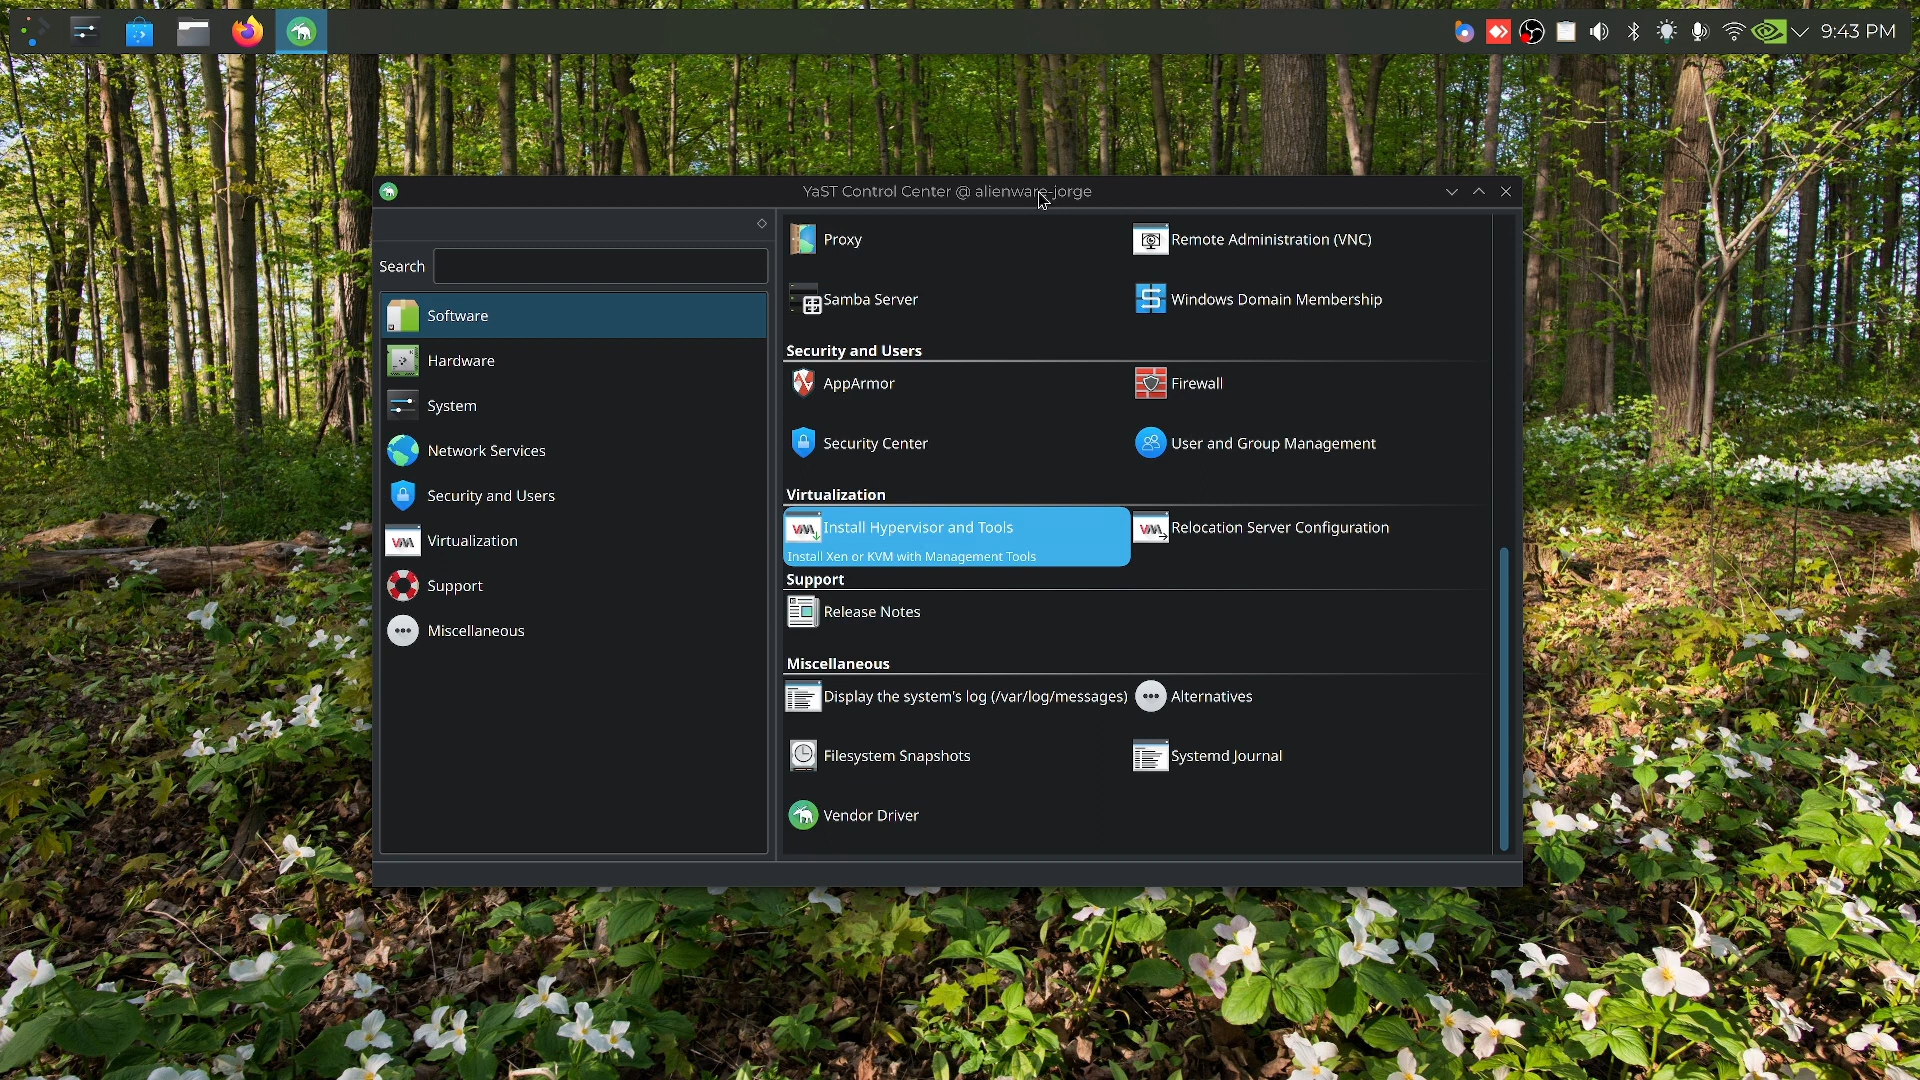 9:43 PM
YaST Control Center @ alienware-jorge
Search
Software
Hardware
System
Network Services
Security and Users
Virtualization
Support
Miscellaneous
Proxy
Remote Administration (VNC)
Samba Server
Windows Domain Membership
Security and Users
AppArmor
Firewall
Security Center
User and Group Management
Virtualization
Install Hypervisor and Tools
Install Xen or KVM with Management Tools
Relocation Server Configuration
Support
Release Notes
Miscellaneous
Display the system's log (/var/log/messages)
Alternatives
Filesystem Snapshots
Systemd Journal
Vendor Driver